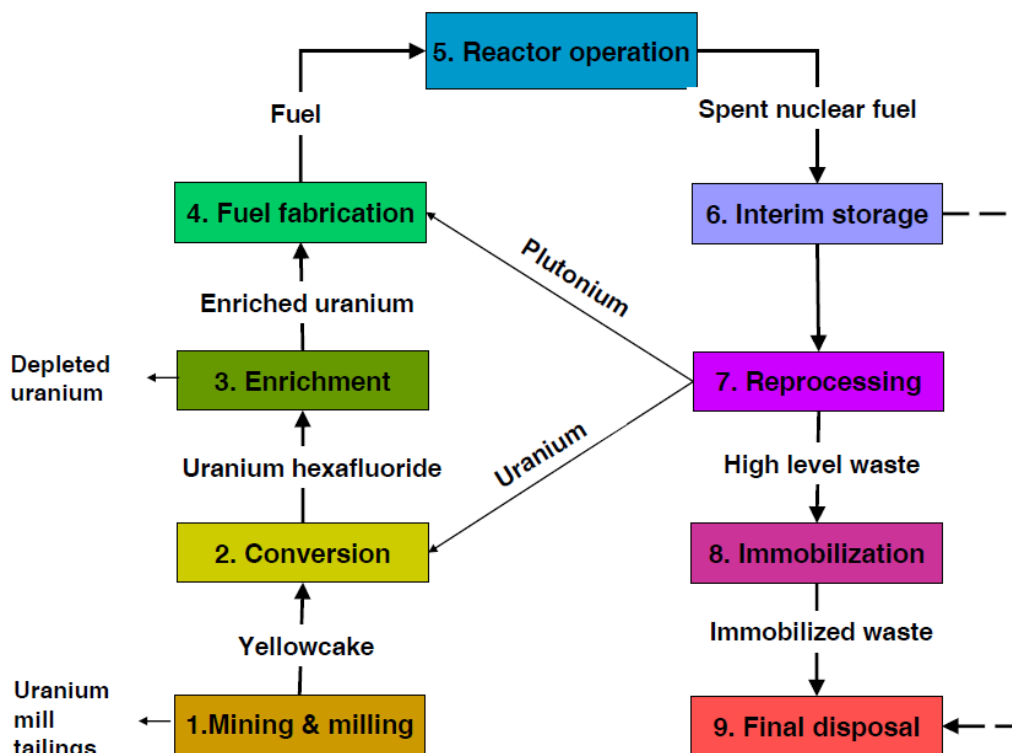 5. Reactor operation
Fuel
Spent nuclear fuel
4. Fuel fabrication
6. Interim storage
Plutonium
Enriched uranium
Depleted
uranium
3. Enrichment
7. Reprocessing
Uranium hexafluoride
Uranium
High level waste
2. Conversion
8. Immobilization
Yellowcake
Immobilized waste
Uranium
mill
tailings
1.Mining & milling
9. Final disposal